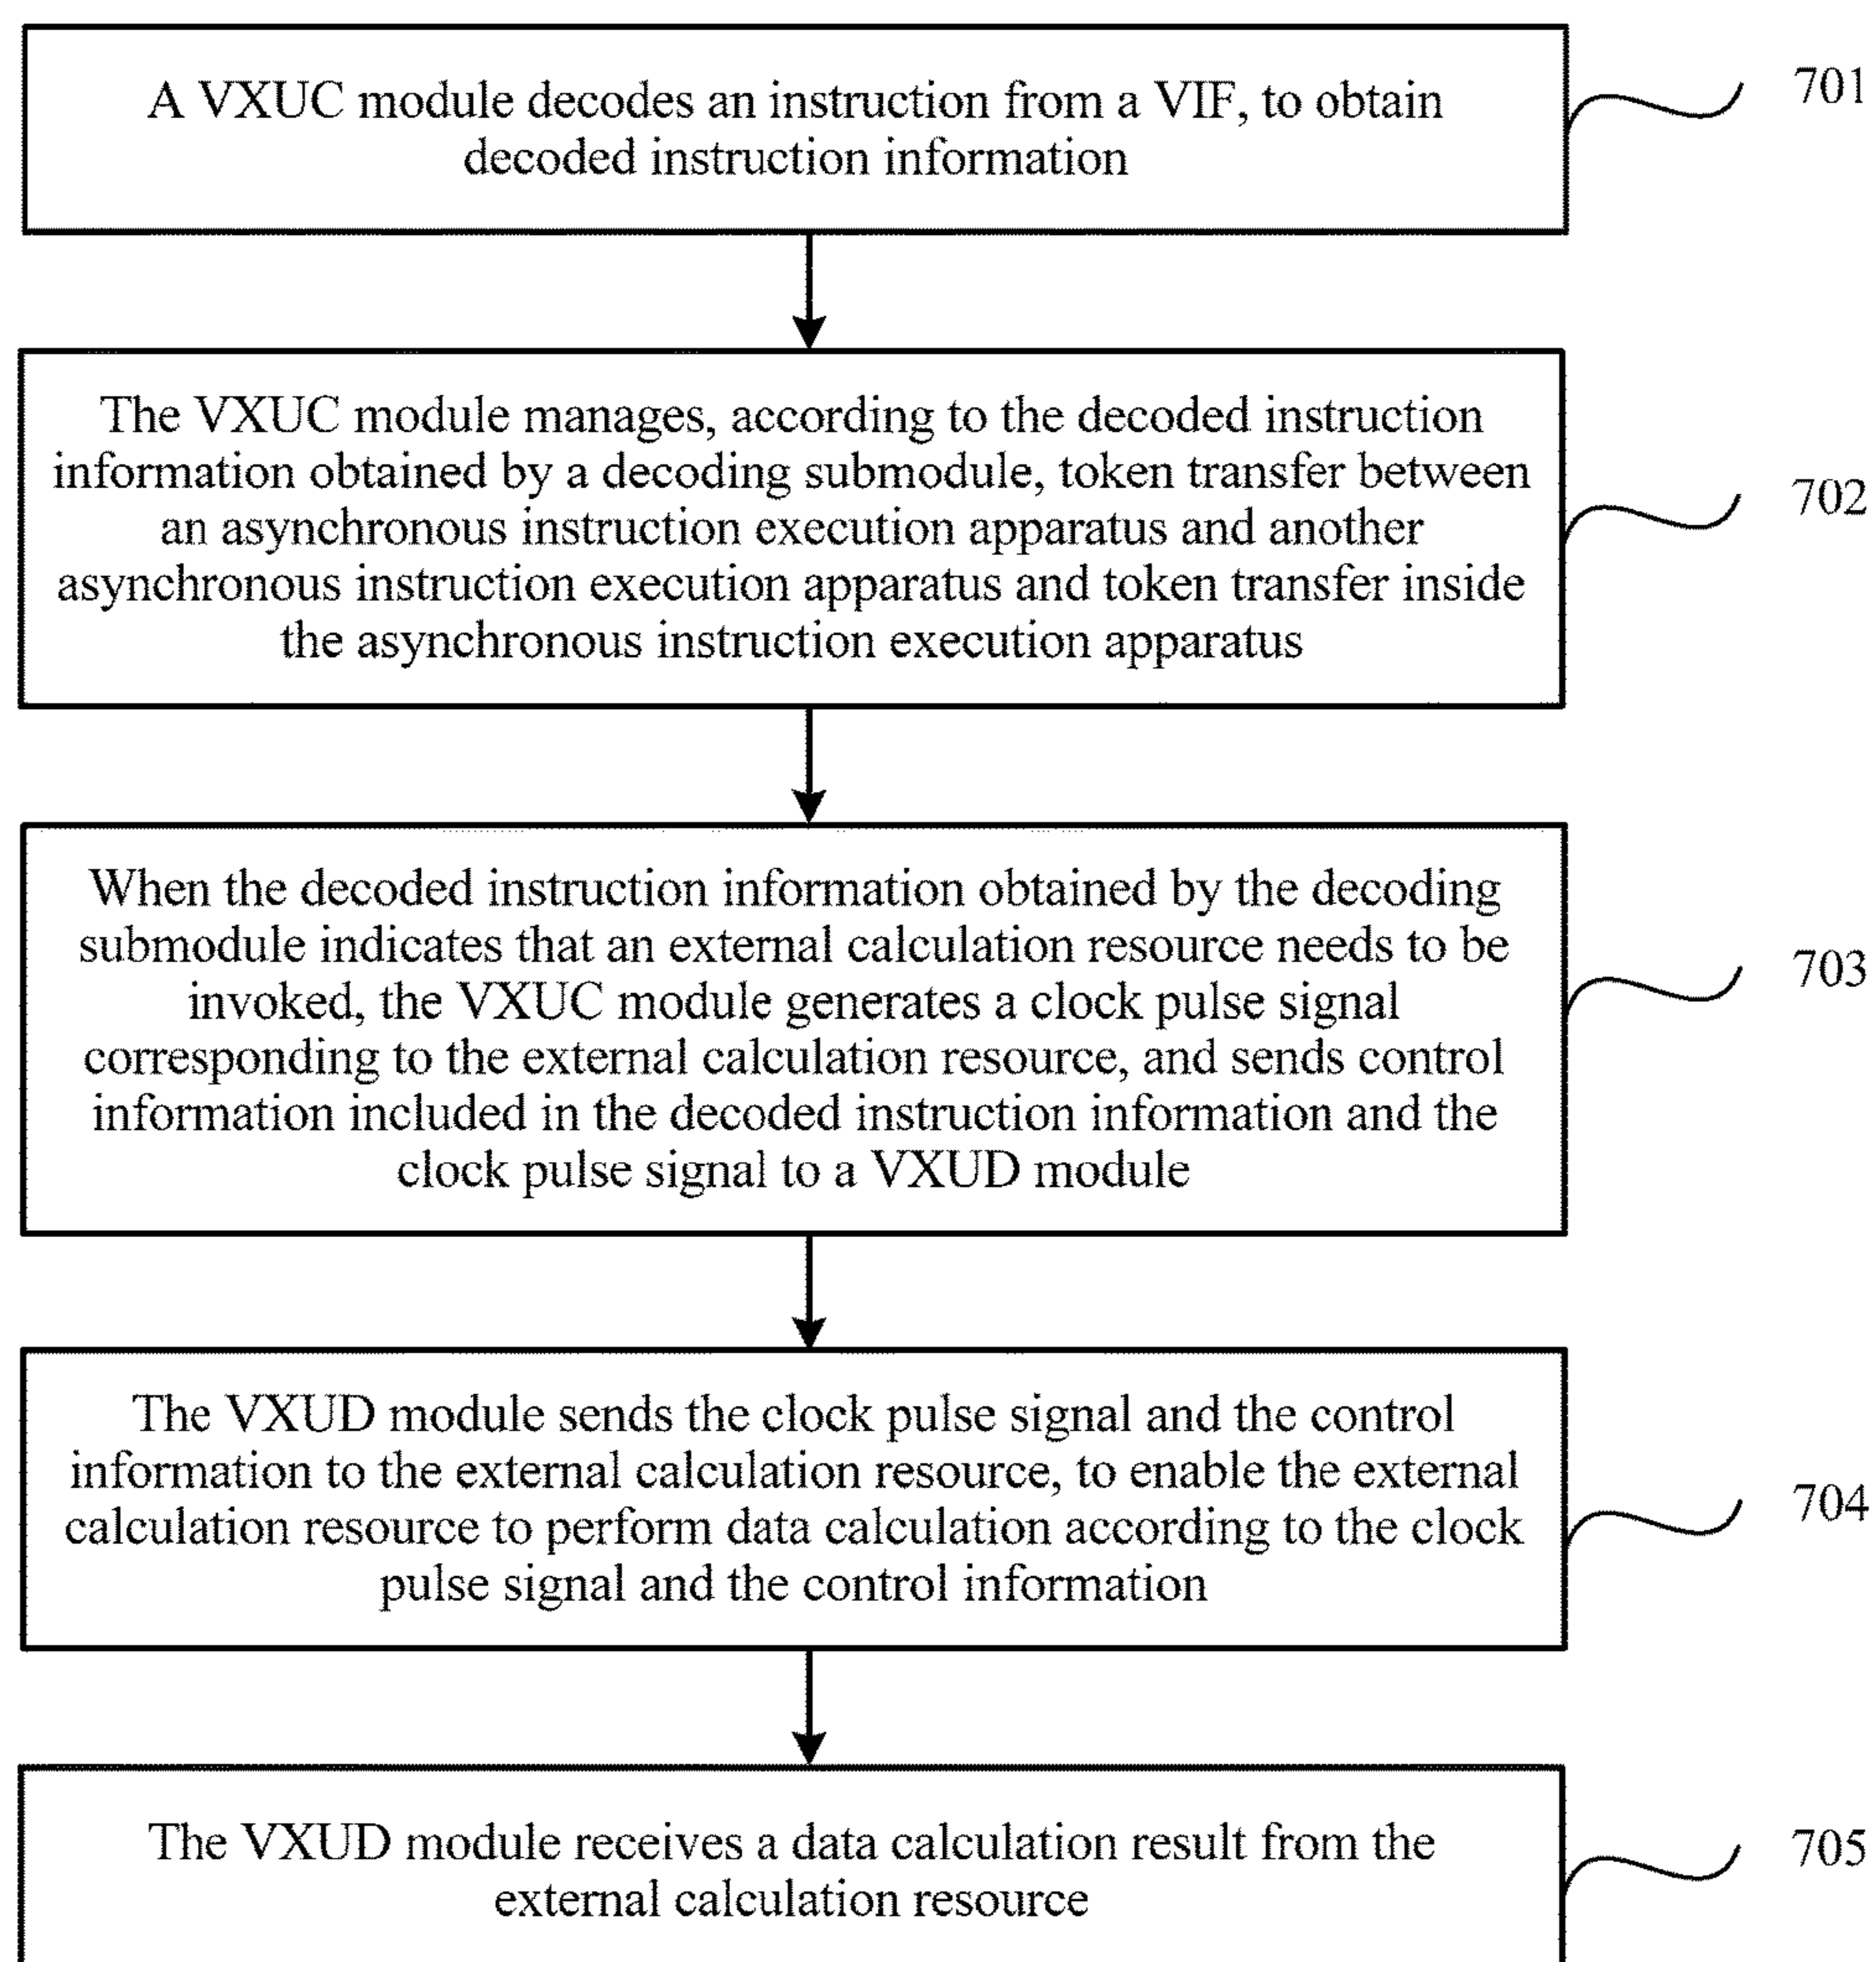 A VXUC module decodes an instruction from a VIF, to obtain
decoded instruction information
701
The VXUC module manages, according to the decoded instruction
information obtained by a decoding submodule, token transfer between
an asynchronous instruction execution apparatus and another
asynchronous instruction execution apparatus and token transfer inside
the asynchronous instruction execution apparatus
702
When the decoded instruction information obtained by the decoding
submodule indicates that an external calculation resource needs to be
invoked, the VXUC module generates a clock pulse signal
corresponding to the external calculation resource, and sends control
information included in the decoded instruction information and the
clock pulse signal to a VXUD module
703
The VXUD module sends the clock pulse signal and the control
information to the external calculation resource, to enable the external
calculation resource to perform data calculation according to the clock
pulse signal and the control information
704
The VXUD module receives a data calculation result from the
external calculation resource
705